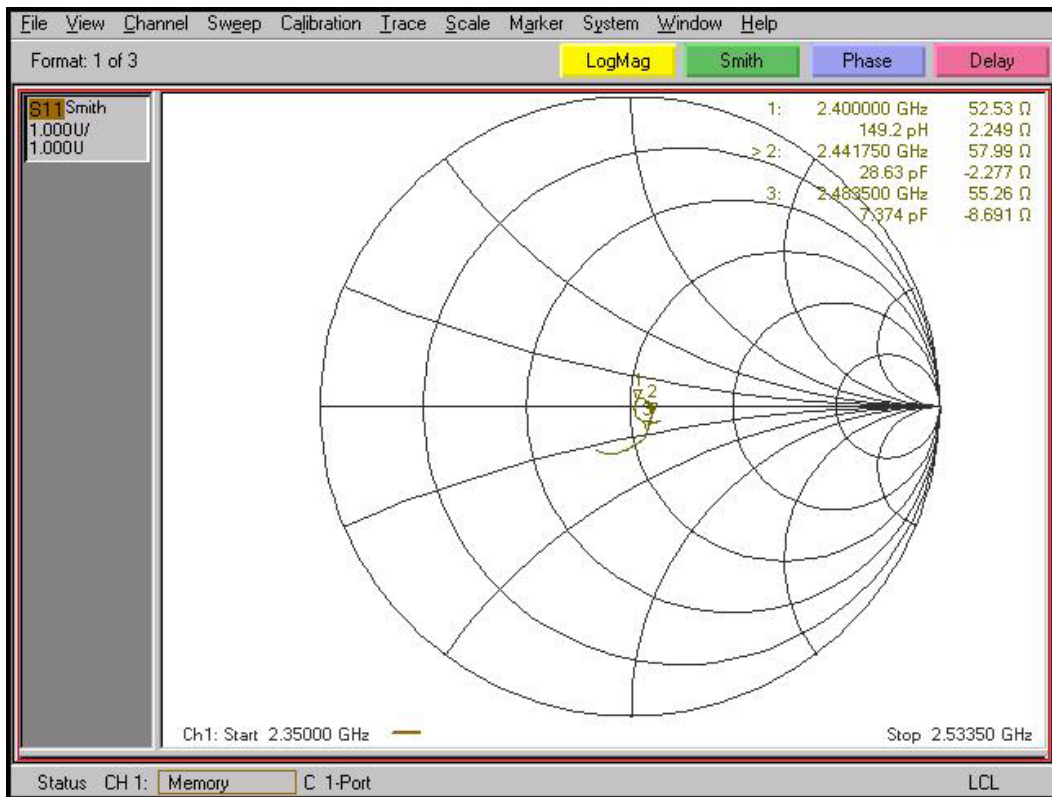 File View Channel Sweep Calibration Trace Scale Marker System Window Help
Format: 1 of 3 LogMag Smith Phase Delay
S11 Smith
1.000U/
1.000U
1: 2.400000 GHz 52.53 Ω
149.2 pH 2.249 Ω
> 2: 2.441750 GHz 57.99 Ω
28.63 pF -2.277 Ω
3: 2.483500 GHz 55.26 Ω
7.374 pF -8.691 Ω
1
2
3
Ch1: Start 2.35000 GHz Stop 2.53350 GHz
Status CH 1: Memory C 1-Port LCL